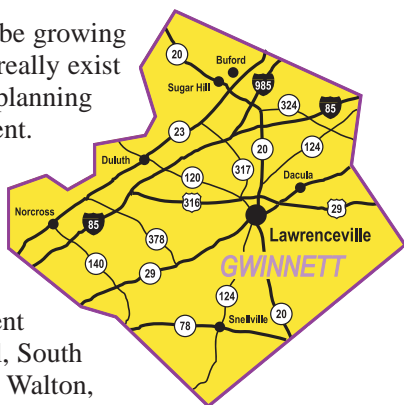 be growing
really exist
planning
ent.
ent
l, South
Walton,
20
Buford
Sugar Hill
985
324
85
23
124
20
Duluth
317
Dacula
120
316
29
Norcross
85
Lawrenceville
378
GWINNETT
140
29
124
20
78
Snellville